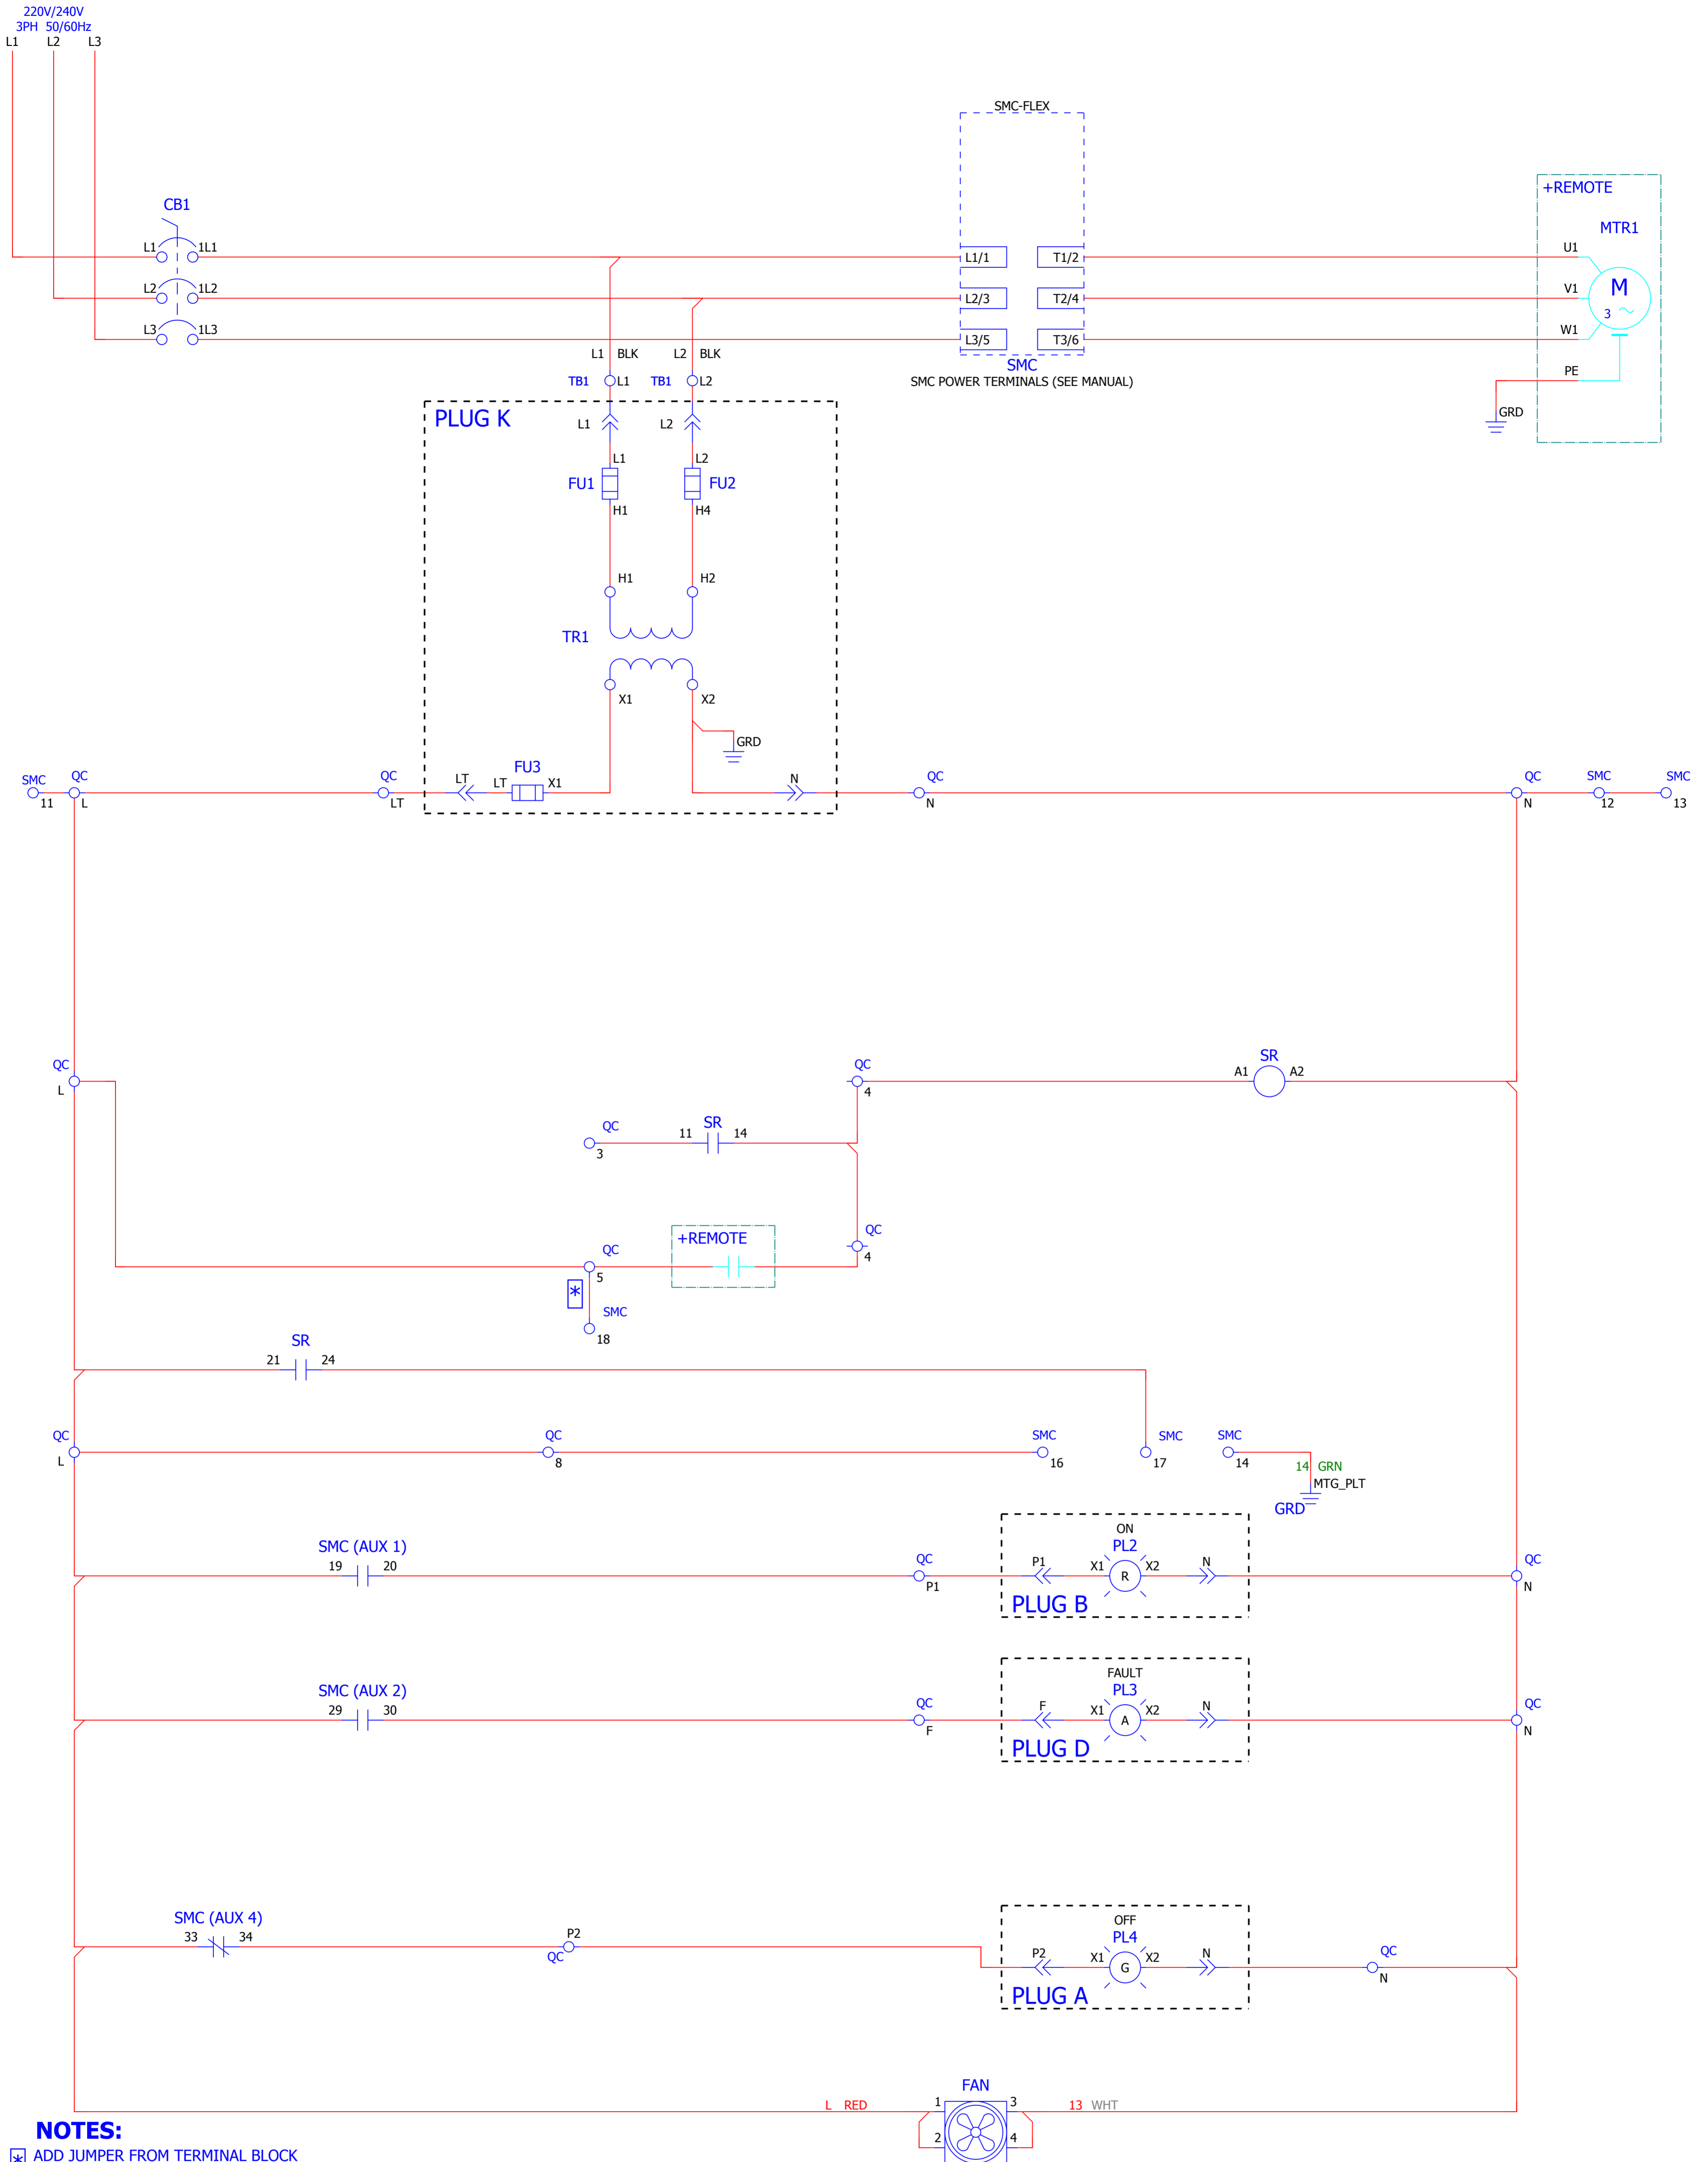 220V/240V
3PH 50/60Hz
L1 L2 L3
SMC-FLEX
+REMOTE
CB1
MTR1
L1 1L1 L1/1 T1/2 U1
L2 1L2 L2/3 T2/4 V1
M
3
L3 1L3 L3/5 T3/6 W1
L1 BLK L2 BLK
SMC
SMC POWER TERMINALS (SEE MANUAL)
PE
TB1 L1 TB1 L2
GRD
PLUG K
L1 L2
L1 L2
FU1 FU2
H1 H4
H1 H2
TR1
X1 X2
GRD
SMC QC QC LT LT FU3 X1 N QC QC SMC SMC
11 L LT N N 12 13
QC QC SR
L 4 A1 A2
QC 11 SR 14
3
+REMOTE
QC QC
5 4
*
SMC
18
SR
21 24
QC QC SMC SMC SMC
L 8 16 17 14
14 GRN
MTG_PLT
GRD
SMC (AUX 1)
19 20
ON
PL2
QC P1 X1 R X2 N QC
P1 N
PLUG B
SMC (AUX 2)
29 30
FAULT
PL3
QC F X1 A X2 N QC
F N
PLUG D
SMC (AUX 4)
33 34
P2
QC
OFF
PL4
P2 X1 G X2 N QC
N
PLUG A
FAN
L RED 1 3 13 WHT
2 4
NOTES:
* ADD JUMPER FROM TERMINAL BLOCK